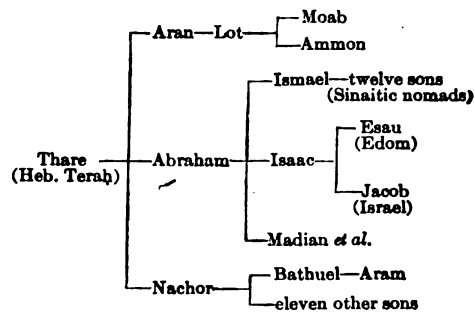 Moab
Aran—Lot
Ammon
Ismael—twelve sons
(Sinaitic nomads)
Esau
(Edom)
Thare
(Heb. Terah)
Abraham
Isaac
Jacob
(Israel)
Madian et al.
Bathuel—Aram
Nachor
eleven other sons